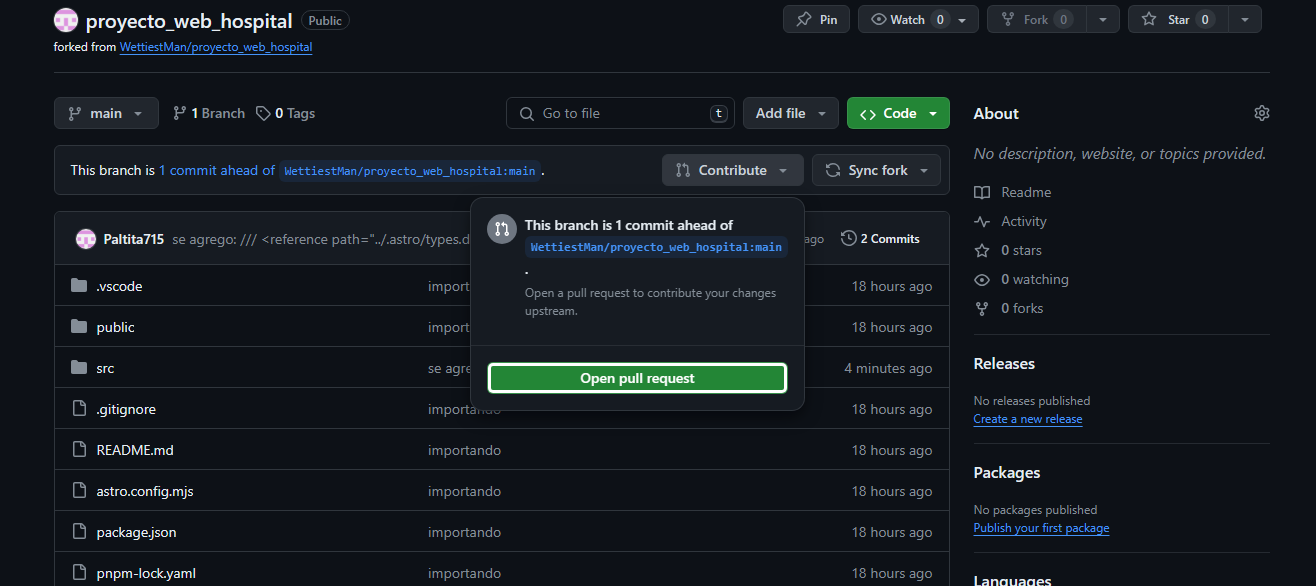 proyecto_web_hospital Public
Pin
Watch 0
Fork 0
Star 0
forked from WettiestMan/proyecto_web_hospital
main
1 Branch
0 Tags
Go to file t
Add file
Code
This branch is 1 commit ahead of WettiestMan/proyecto_web_hospital:main .
Contribute
Sync fork
This branch is 1 commit ahead of
WettiestMan/proyecto_web_hospital:main
.
Open a pull request to contribute your changes
upstream.
Open pull request
Paltita715 se agrego: /// <reference path="../.astro/types.d
ago
2 Commits
.vscode import 18 hours ago
public import 18 hours ago
src se agre 4 minutes ago
.gitignore importando 18 hours ago
README.md importando 18 hours ago
astro.config.mjs importando 18 hours ago
package.json importando 18 hours ago
pnpm-lock.yaml importando 18 hours ago
About
No description, website, or topics provided.
Readme
Activity
0 stars
0 watching
0 forks
Releases
No releases published
Create a new release
Packages
No packages published
Publish your first package
Languages